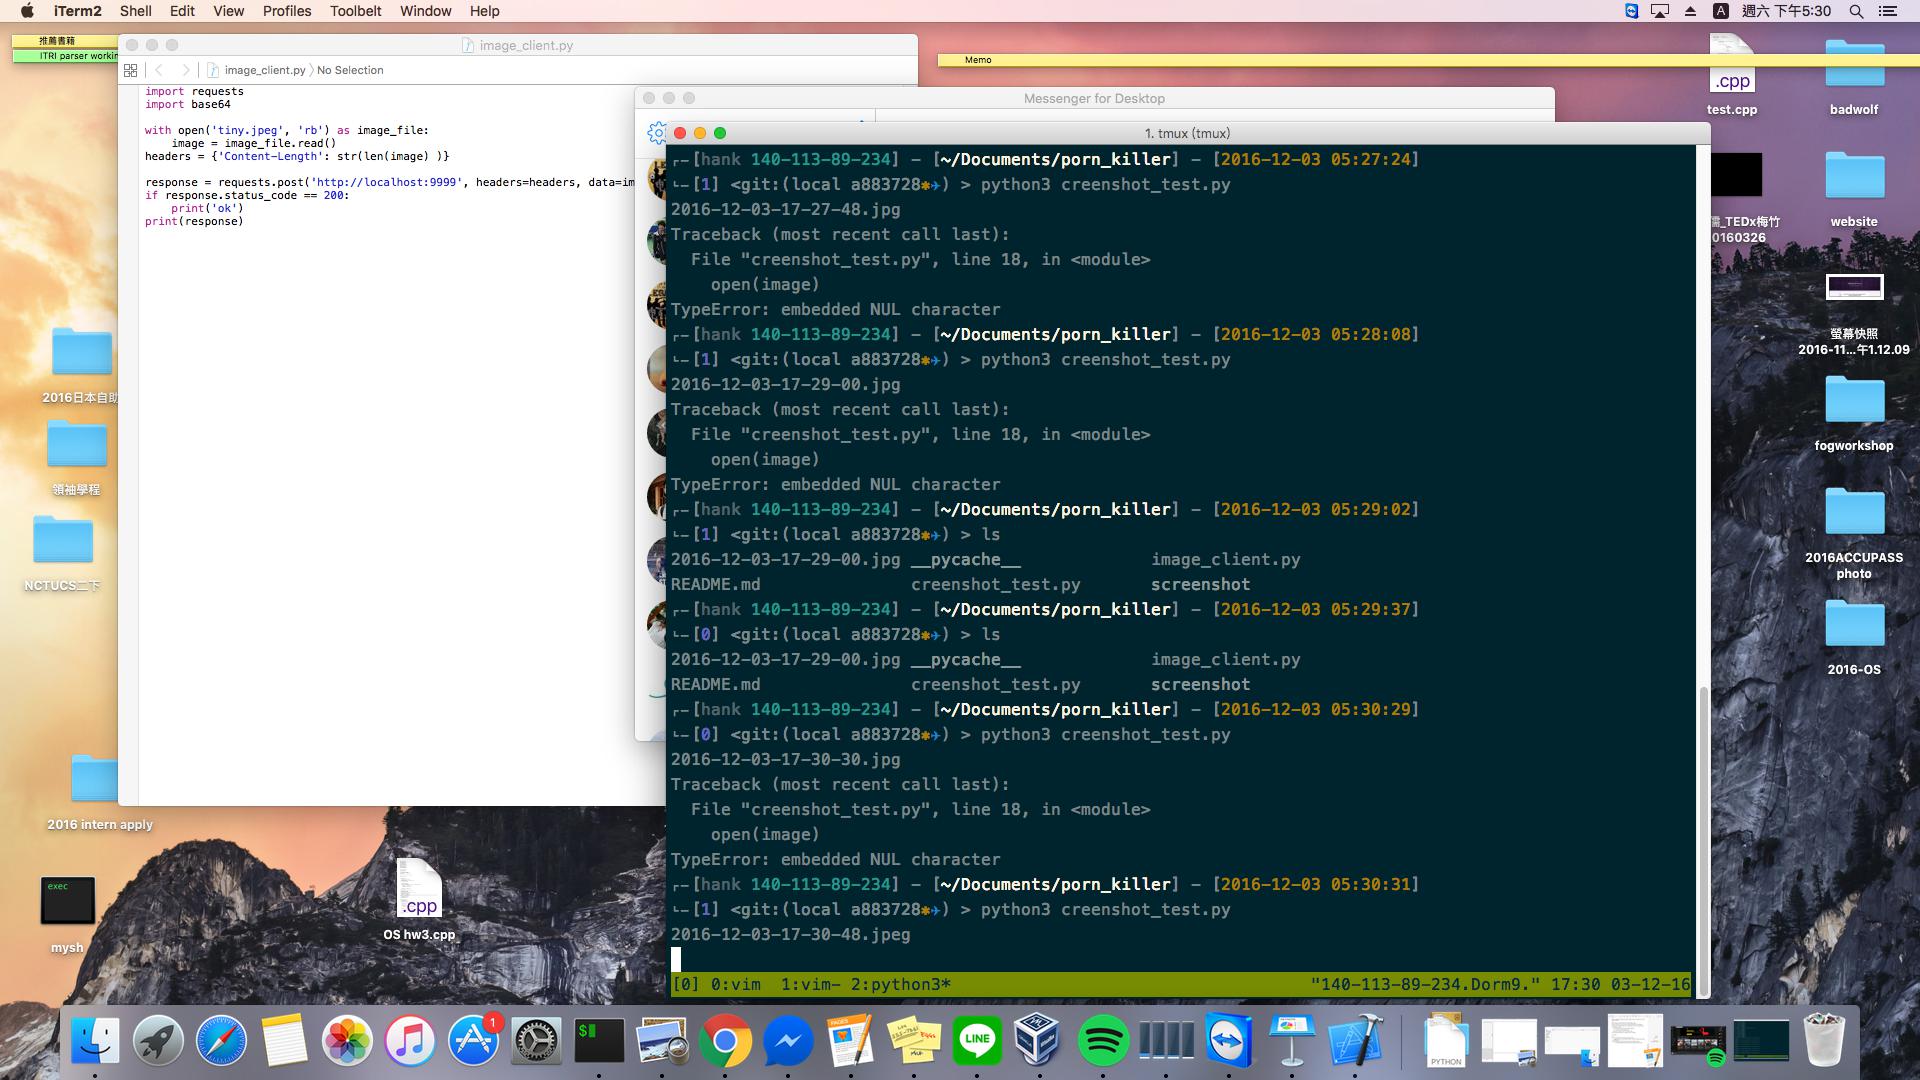 iTerm2 Shell Edit View Profiles Toolbelt Window Help
A 週六 下午5:30
推薦書籍
ITRI parser workin
image_client.py
image_client.py No Selection
import requests
import base64
with open('tiny.jpeg', 'rb') as image_file:
image = image_file.read()
headers = {'Content-Length': str(len(image) )}
response = requests.post('http://localhost:9999', headers=headers, data=im
if response.status_code == 200:
print('ok')
print(response)
Memo
Messenger for Desktop
1. tmux (tmux)
┌─[hank 140-113-89-234] - [~/Documents/porn_killer] - [2016-12-03 05:27:24]
└─[1] <git:(local a883728✱✈) > python3 creenshot_test.py
2016-12-03-17-27-48.jpg
Traceback (most recent call last):
File "creenshot_test.py", line 18, in <module>
open(image)
TypeError: embedded NUL character
┌─[hank 140-113-89-234] - [~/Documents/porn_killer] - [2016-12-03 05:28:08]
└─[1] <git:(local a883728✱✈) > python3 creenshot_test.py
2016-12-03-17-29-00.jpg
Traceback (most recent call last):
File "creenshot_test.py", line 18, in <module>
open(image)
TypeError: embedded NUL character
┌─[hank 140-113-89-234] - [~/Documents/porn_killer] - [2016-12-03 05:29:02]
└─[1] <git:(local a883728✱✈) > ls
2016-12-03-17-29-00.jpg __pycache__ image_client.py
README.md creenshot_test.py screenshot
┌─[hank 140-113-89-234] - [~/Documents/porn_killer] - [2016-12-03 05:29:37]
└─[0] <git:(local a883728✱✈) > ls
2016-12-03-17-29-00.jpg __pycache__ image_client.py
README.md creenshot_test.py screenshot
┌─[hank 140-113-89-234] - [~/Documents/porn_killer] - [2016-12-03 05:30:29]
└─[0] <git:(local a883728✱✈) > python3 creenshot_test.py
2016-12-03-17-30-30.jpg
Traceback (most recent call last):
File "creenshot_test.py", line 18, in <module>
open(image)
TypeError: embedded NUL character
┌─[hank 140-113-89-234] - [~/Documents/porn_killer] - [2016-12-03 05:30:31]
└─[1] <git:(local a883728✱✈) > python3 creenshot_test.py
2016-12-03-17-30-48.jpeg
[0] 0:vim 1:vim- 2:python3* "140-113-89-234.Dorm9." 17:30 03-12-16
2016日本自助
領袖學程
NCTUCS二下
2016 intern apply
exec
mysh
.cpp
OS hw3.cpp
.cpp
test.cpp
badwolf
儒_TEDx梅竹
0160326
website
螢幕快照
2016-11...午1.12.09
fogworkshop
2016ACCUPASS
photo
2016-OS
1
$
PAGES
LINE
PYTHON